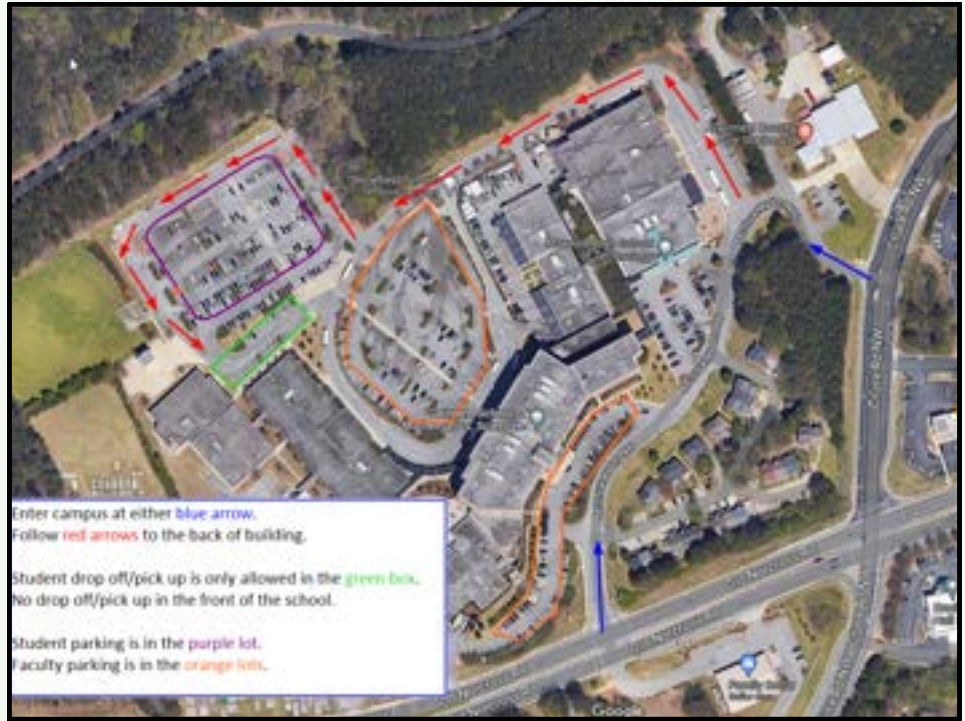 Enter campus at either blue arrow.
Follow red arrows to the back of building.
Student drop off/pick up is only allowed in the green box.
No drop off/pick up in the front of the school.
Student parking is in the purple lot.
Faculty parking is in the orange lots.
Google